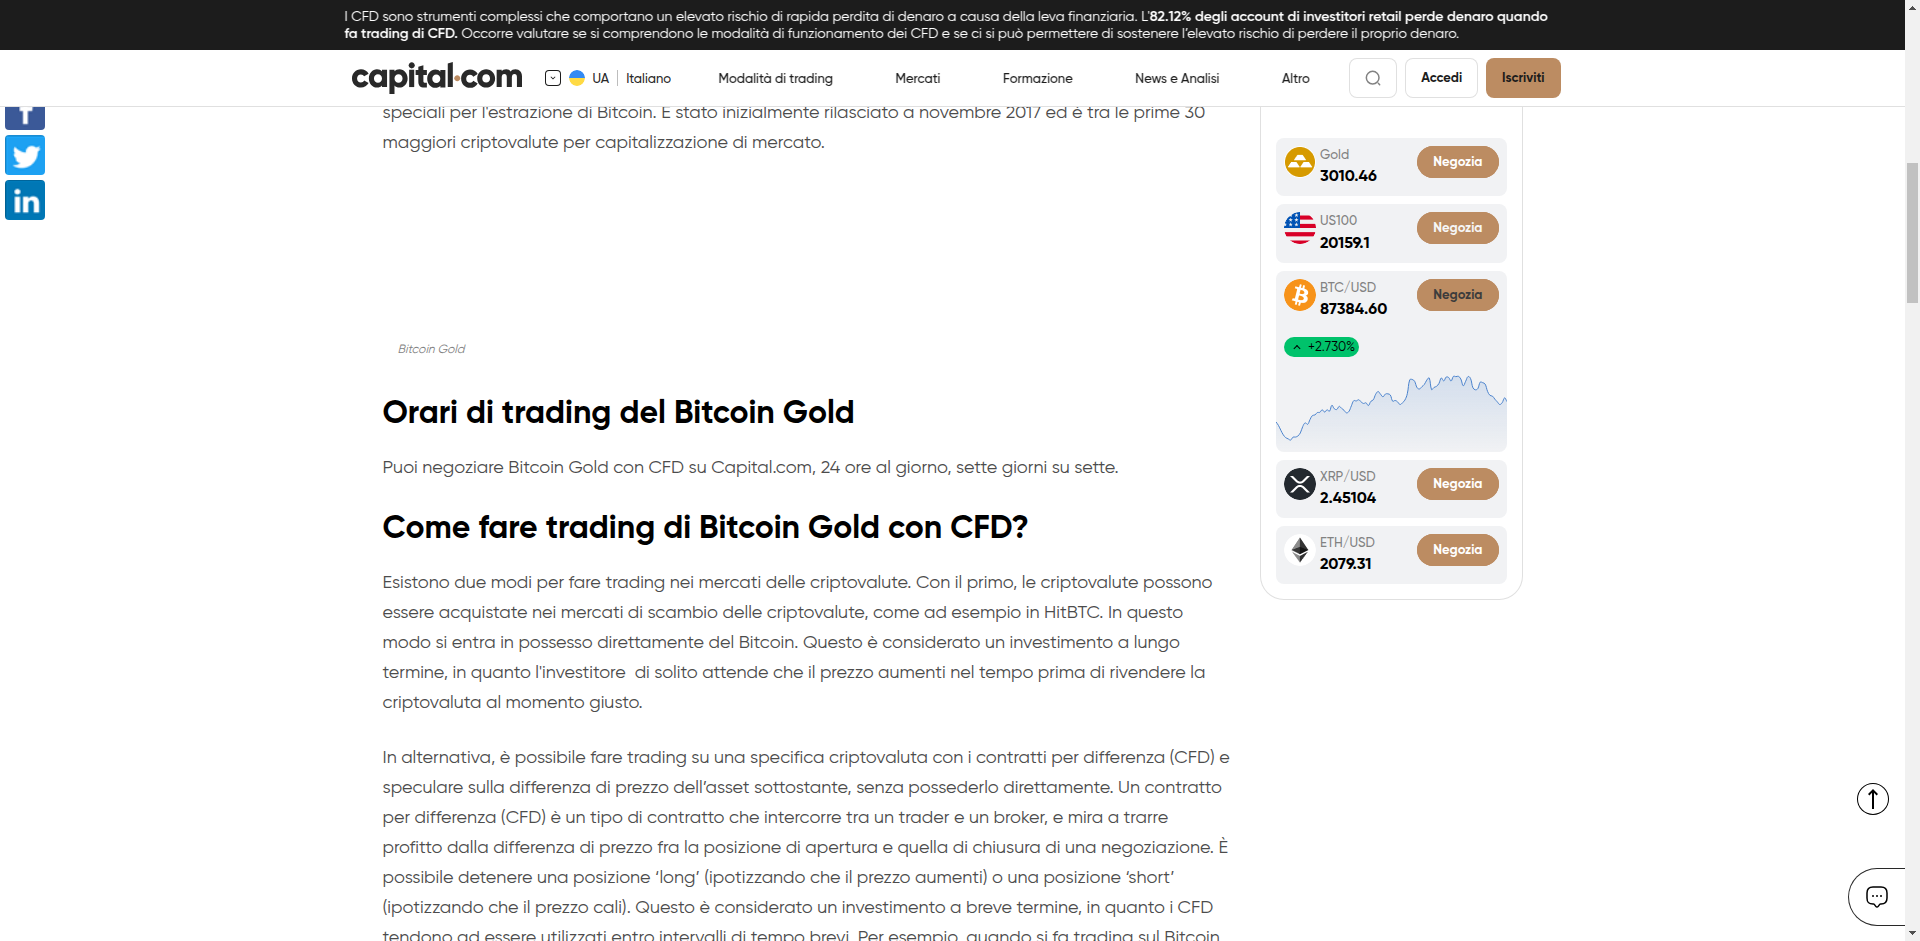 I CFD sono strumenti complessi che comportano un elevato rischio di rapida perdita di denaro a causa della leva finanziaria. L'82.12% degli account di investitori retail perde denaro quando
fa trading di CFD. Occorre valutare se si comprendono le modalità di funzionamento dei CFD e se ci si può permettere di sostenere l'elevato rischio di perdere il proprio denaro.
capital.com
UA | Italiano
Modalità di trading
Mercati
Formazione
News e Analisi
Altro
Accedi
Iscriviti
speciali per l'estrazione di Bitcoin. È stato inizialmente rilasciato a novembre 2017 ed è tra le prime 30
maggiori criptovalute per capitalizzazione di mercato.
Bitcoin Gold
Orari di trading del Bitcoin Gold
Puoi negoziare Bitcoin Gold con CFD su Capital.com, 24 ore al giorno, sette giorni su sette.
Come fare trading di Bitcoin Gold con CFD?
Esistono due modi per fare trading nei mercati delle criptovalute. Con il primo, le criptovalute possono
essere acquistate nei mercati di scambio delle criptovalute, come ad esempio in HitBTC. In questo
modo si entra in possesso direttamente del Bitcoin. Questo è considerato un investimento a lungo
termine, in quanto l'investitore  di solito attende che il prezzo aumenti nel tempo prima di rivendere la
criptovaluta al momento giusto.
In alternativa, è possibile fare trading su una specifica criptovaluta con i contratti per differenza (CFD) e
speculare sulla differenza di prezzo dell’asset sottostante, senza possederlo direttamente. Un contratto
per differenza (CFD) è un tipo di contratto che intercorre tra un trader e un broker, e mira a trarre
profitto dalla differenza di prezzo fra la posizione di apertura e quella di chiusura di una negoziazione. È
possibile detenere una posizione ‘long’ (ipotizzando che il prezzo aumenti) o una posizione ‘short’
(ipotizzando che il prezzo cali). Questo è considerato un investimento a breve termine, in quanto i CFD
tendono ad essere utilizzati entro intervalli di tempo brevi. Per esempio, quando si fa trading sul Bitcoin
Gold
3010.46
Negozia
US100
20159.1
Negozia
BTC/USD
87384.60
Negozia
+2.730%
XRP/USD
2.45104
Negozia
ETH/USD
2079.31
Negozia